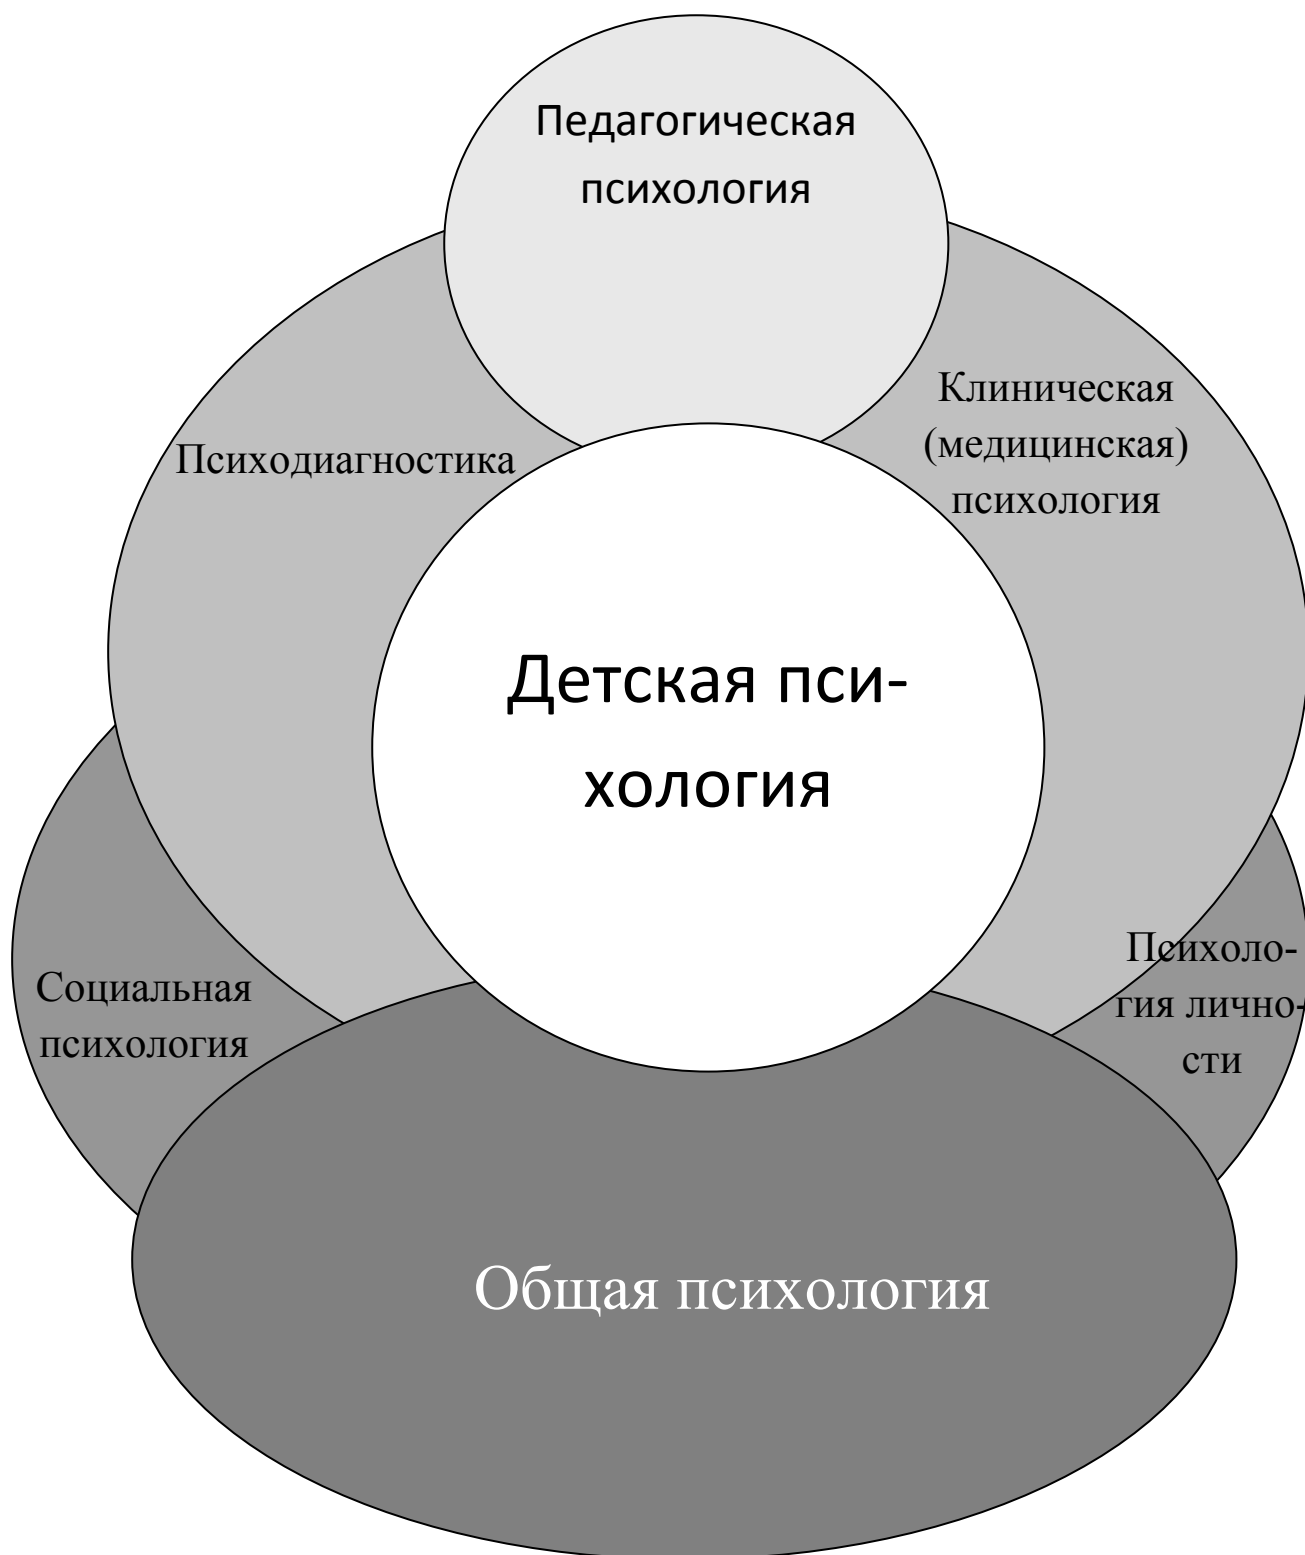 Педагогическая
психология
Клиническая
(медицинская)
психология
Психодиагностика
Детская пси-
хология
Психоло-
гия лично-
сти
Социальная
психология
Общая психология